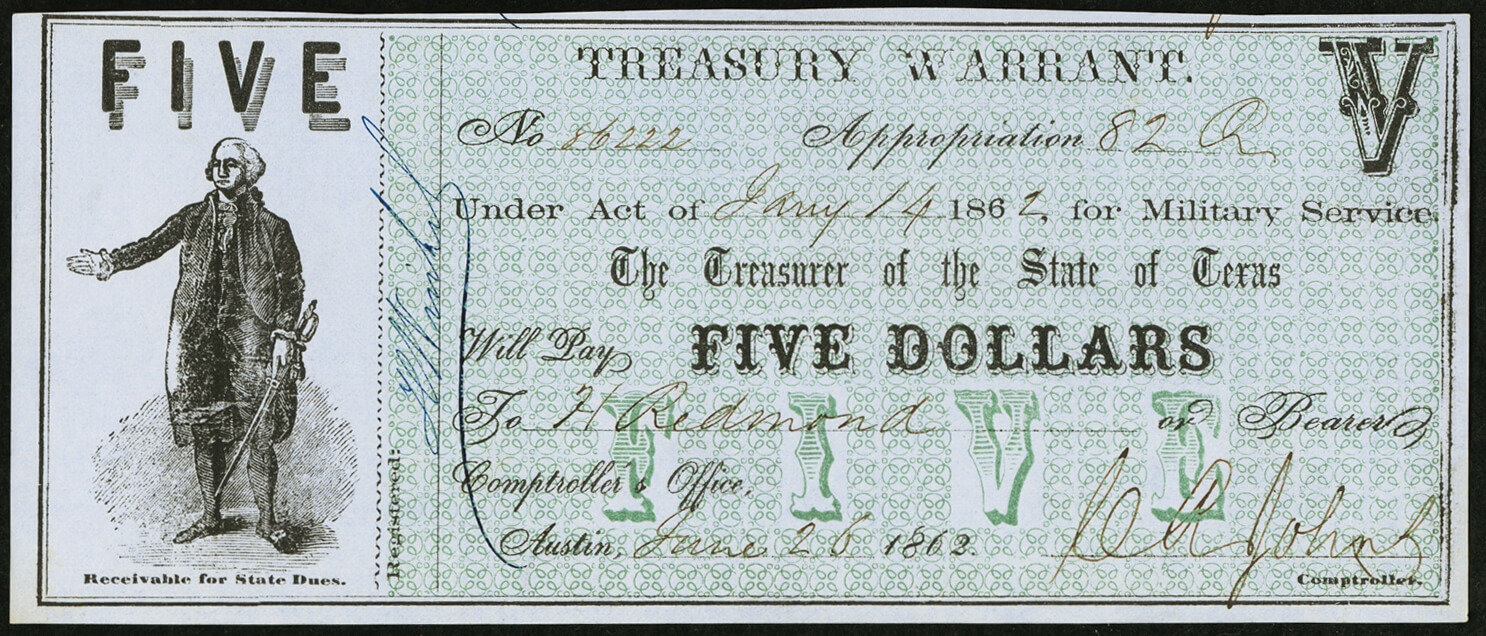 FIVE
Receivable for State Dues.
Registered:
TREASURY WARRANT.
V
No 86222 Appropriation 82 Q
Under Act of Jany 14 1862, for Military Service.
The Treasurer of the State of Texas
Will Pay FIVE DOLLARS
To H Redmond or Bearer
FIVE
Comptroller's Office,
Austin, June 26 1862.
C R Johns
Comptroller.